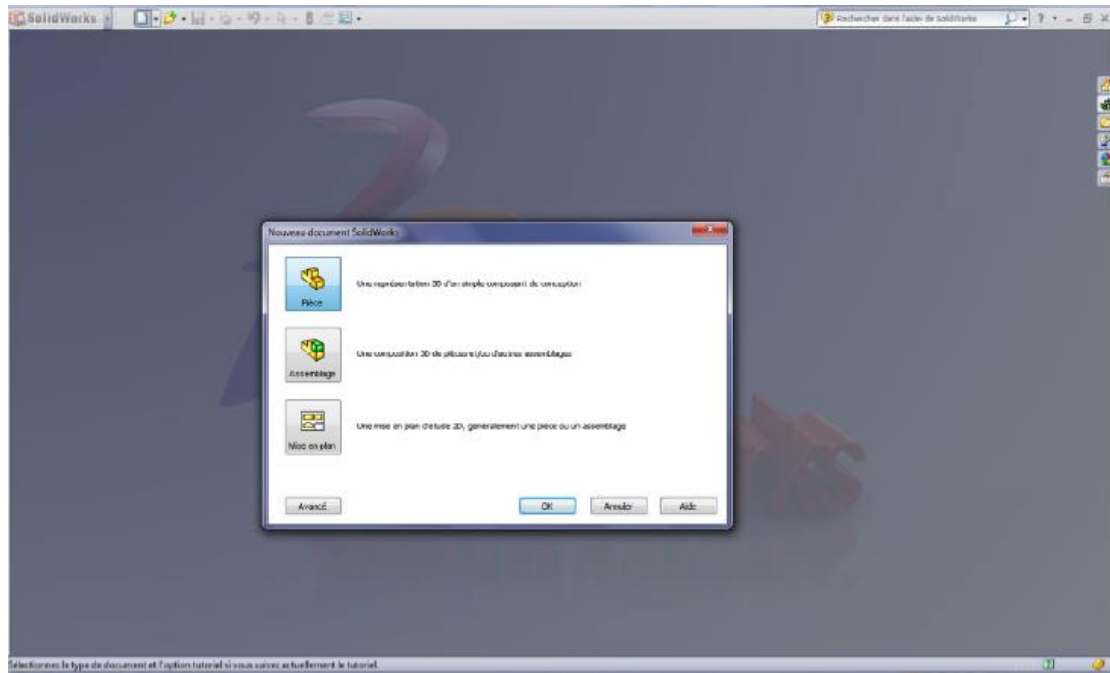 SolidWorks
Rechercher dans l'aide de SolidWorks
Nouveau document SolidWorks
Pièce
Une représentation 3D d'un simple composant de conception
Assemblage
Une composition 3D de pièces et/ou d'autres assemblages
Mise en plan
Une mise en plan d'étude 2D, généralement une pièce ou un assemblage
Avancé
OK
Annuler
Aide
Sélectionnez le type de document et l'option tutoriel si vous suivez actuellement le tutoriel.